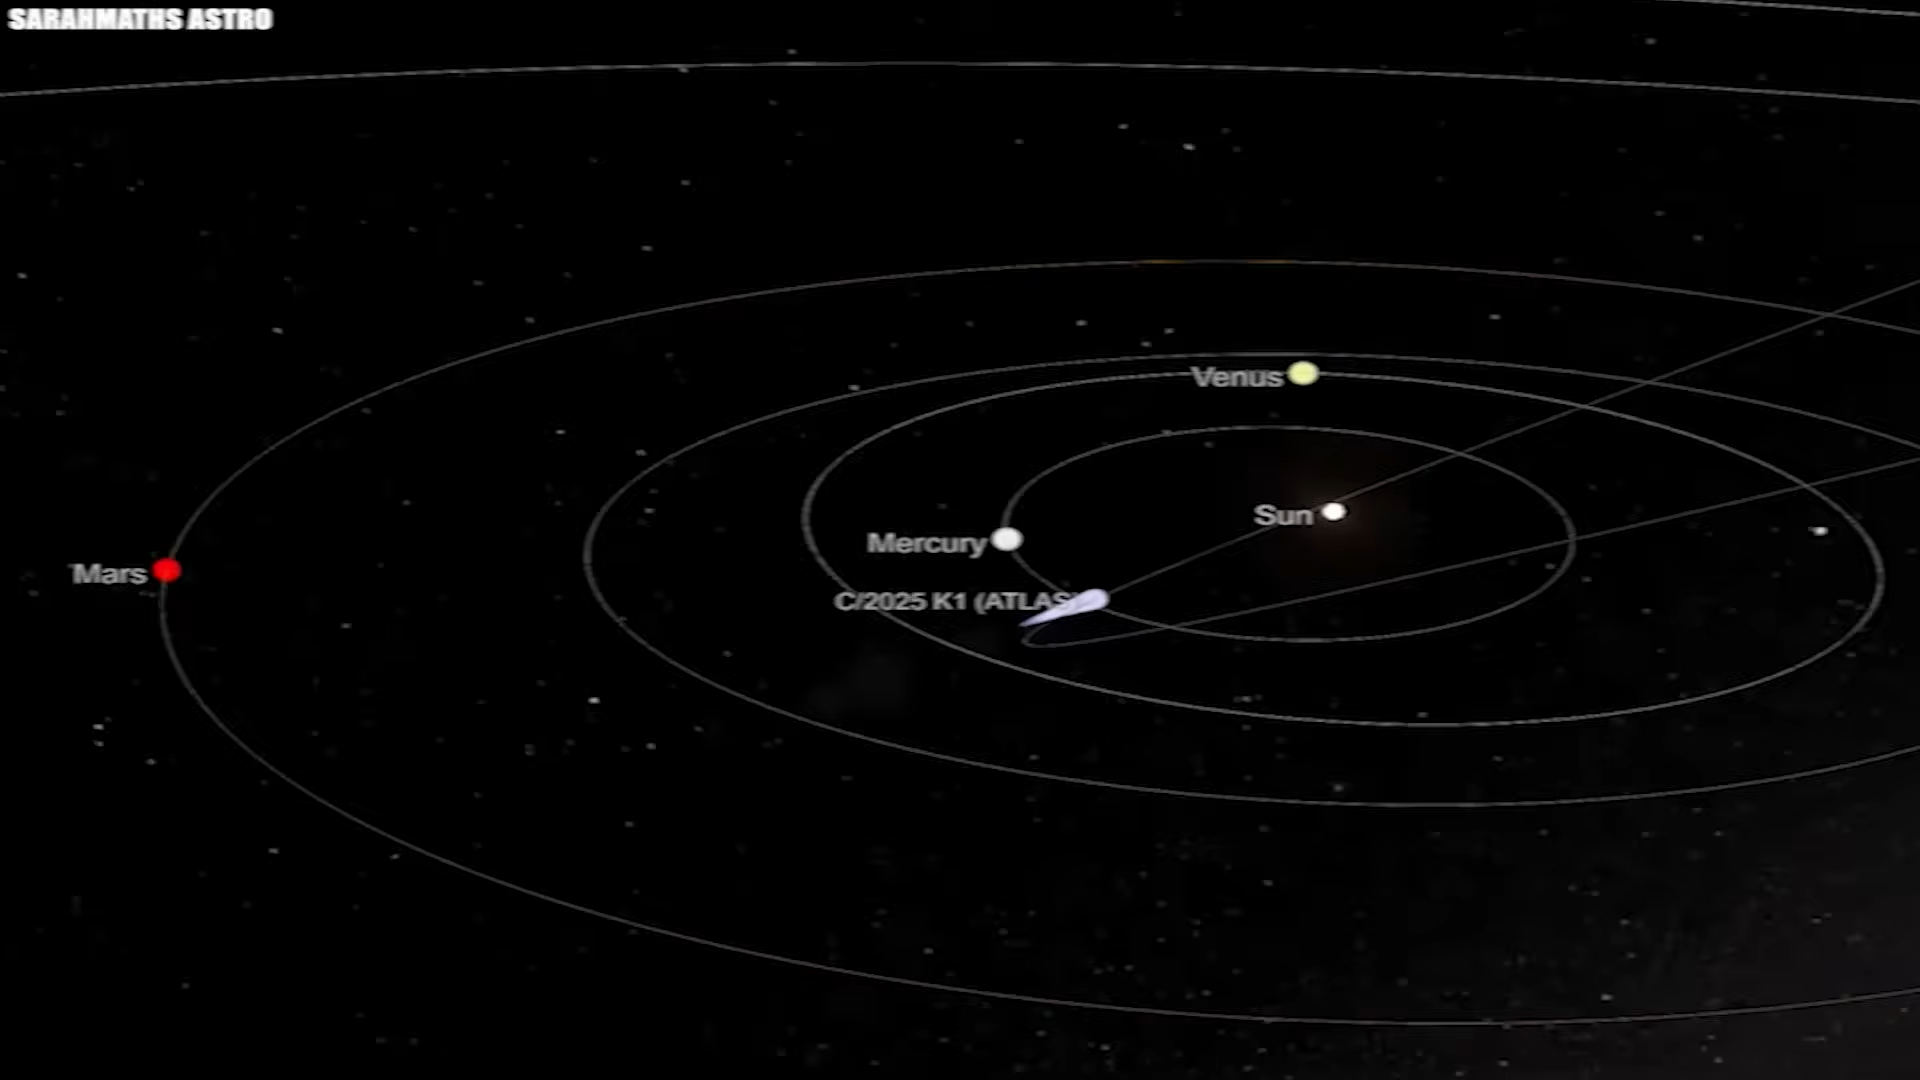 SARAHMATHS ASTRO
Venus
Sun
Mercury
Mars
C/2025 K1 (ATLAS)